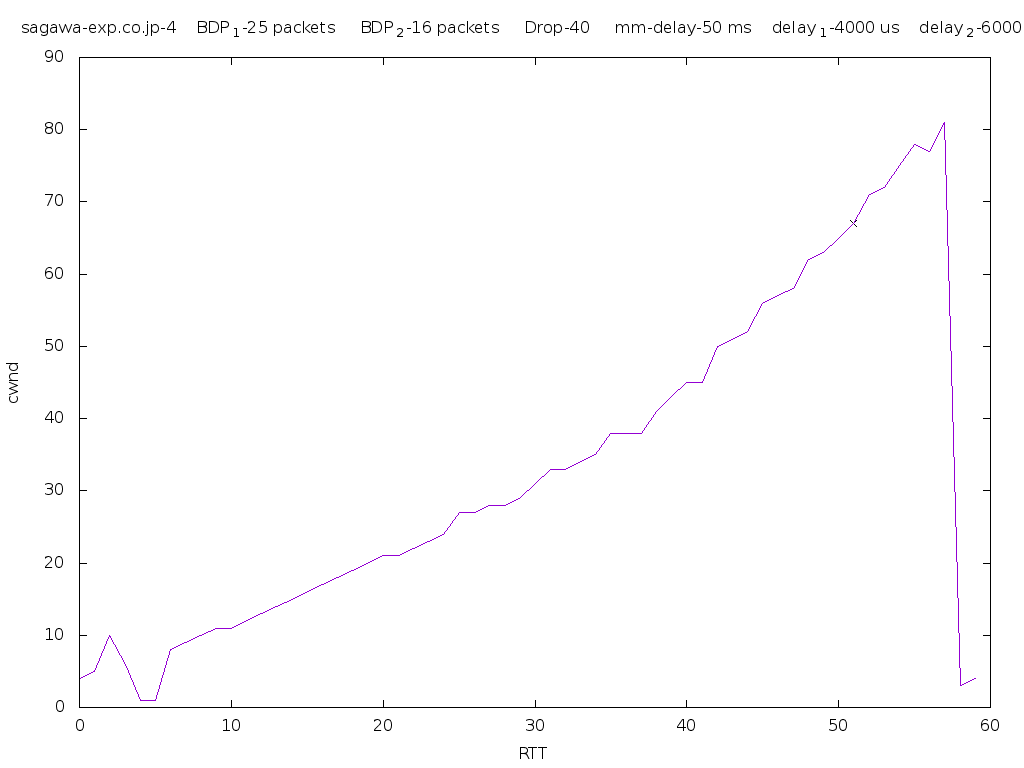 sagawa-exp.co.jp-4 BDP1-25 packets BDP2-16 packets Drop-40 mm-delay-50 ms delay1-4000 us delay2-6000
90
80
70
60
50
40
30
20
10
0
cwnd
0 10 20 30 40 50 60
RTT